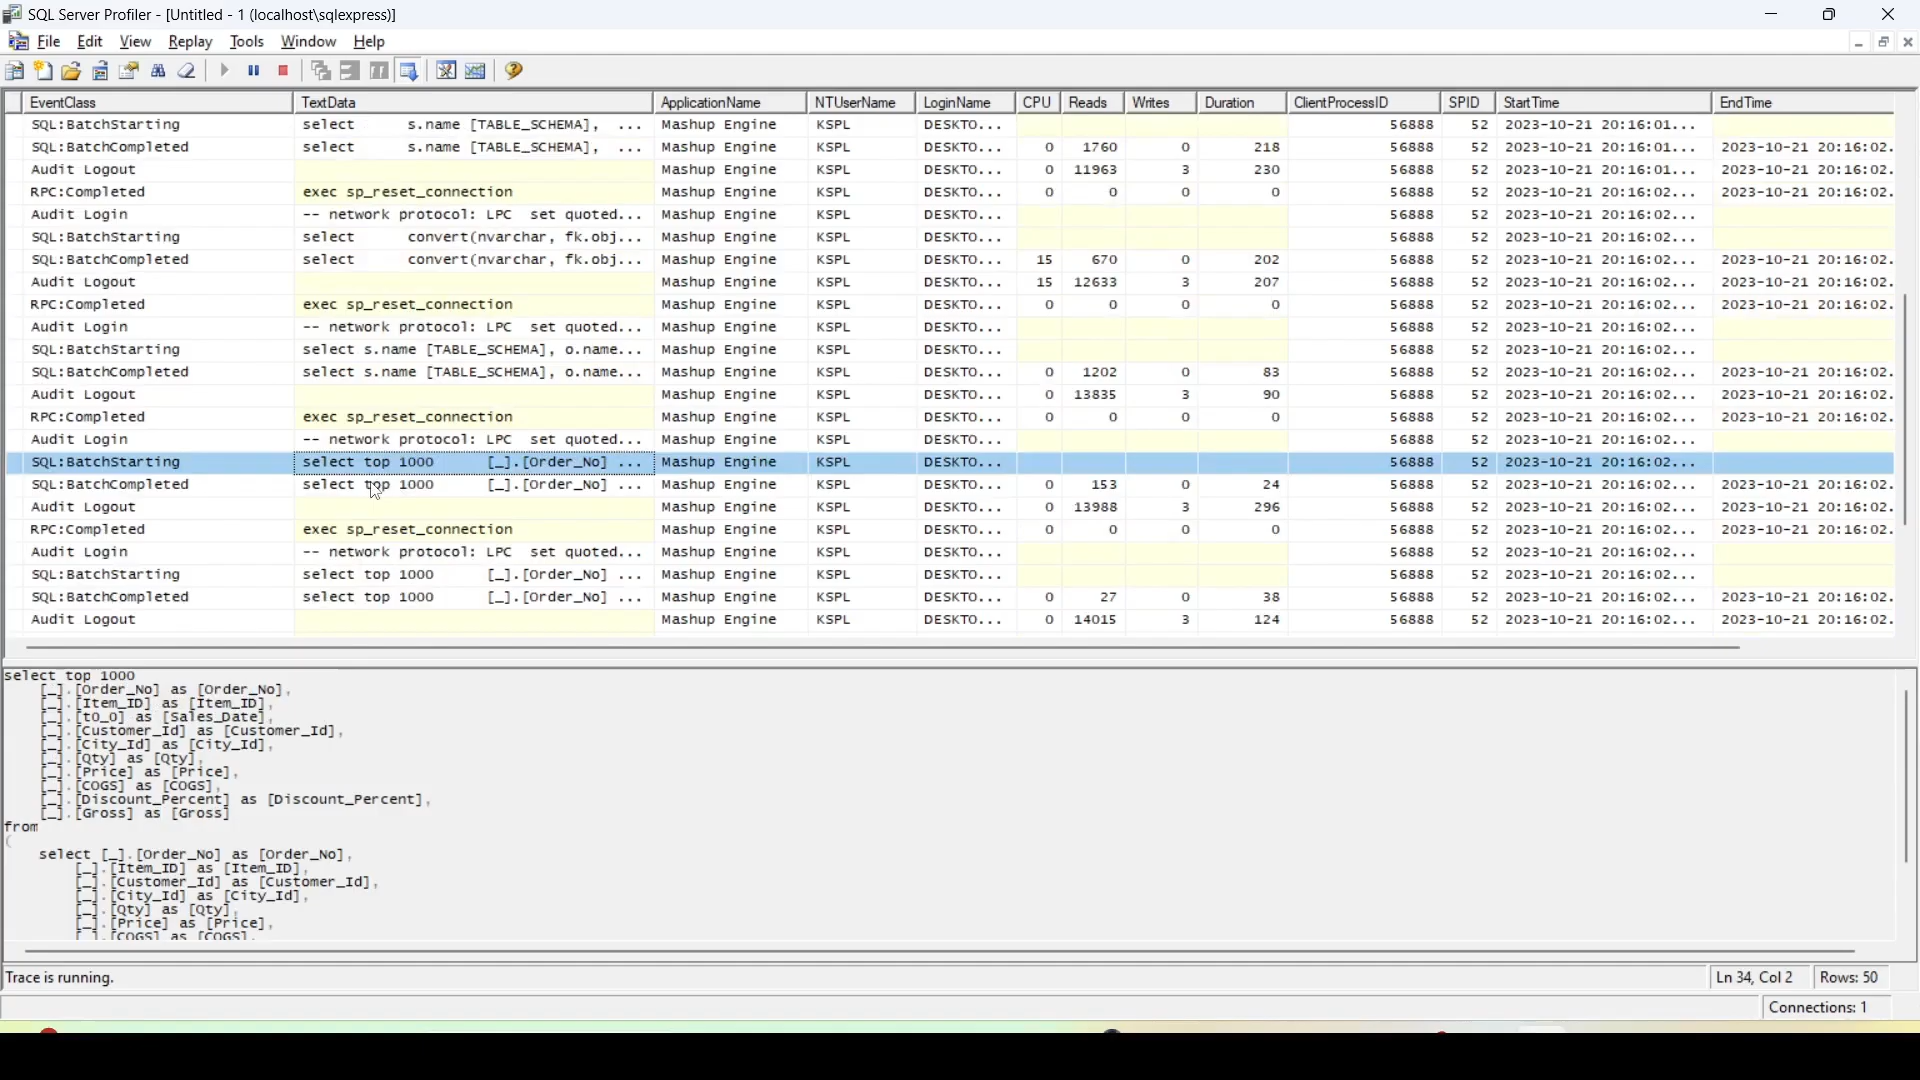 SQL Server Profiler - [Untitled - 1 (localhost\sqlexpress)]
File Edit View Replay Tools Window Help
EventClass TextData ApplicationName NTUserName LoginName CPU Reads Writes Duration ClientProcessID SPID StartTime EndTime
SQL:BatchStarting select s.name [TABLE_SCHEMA], ... Mashup Engine KSPL DESKTO... 56888 52 2023-10-21 20:16:01...
SQL:BatchCompleted select s.name [TABLE_SCHEMA], ... Mashup Engine KSPL DESKTO... 0 1760 0 218 56888 52 2023-10-21 20:16:01... 2023-10-21 20:16:02.
Audit Logout Mashup Engine KSPL DESKTO... 0 11963 3 230 56888 52 2023-10-21 20:16:01... 2023-10-21 20:16:02.
RPC:Completed exec sp_reset_connection Mashup Engine KSPL DESKTO... 0 0 0 0 56888 52 2023-10-21 20:16:02... 2023-10-21 20:16:02.
Audit Login -- network protocol: LPC set quoted... Mashup Engine KSPL DESKTO... 56888 52 2023-10-21 20:16:02...
SQL:BatchStarting select convert(nvarchar, fk.obj... Mashup Engine KSPL DESKTO... 56888 52 2023-10-21 20:16:02...
SQL:BatchCompleted select convert(nvarchar, fk.obj... Mashup Engine KSPL DESKTO... 15 670 0 202 56888 52 2023-10-21 20:16:02... 2023-10-21 20:16:02.
Audit Logout Mashup Engine KSPL DESKTO... 15 12633 3 207 56888 52 2023-10-21 20:16:02... 2023-10-21 20:16:02.
RPC:Completed exec sp_reset_connection Mashup Engine KSPL DESKTO... 0 0 0 0 56888 52 2023-10-21 20:16:02... 2023-10-21 20:16:02.
Audit Login -- network protocol: LPC set quoted... Mashup Engine KSPL DESKTO... 56888 52 2023-10-21 20:16:02...
SQL:BatchStarting select s.name [TABLE_SCHEMA], o.name... Mashup Engine KSPL DESKTO... 56888 52 2023-10-21 20:16:02...
SQL:BatchCompleted select s.name [TABLE_SCHEMA], o.name... Mashup Engine KSPL DESKTO... 0 1202 0 83 56888 52 2023-10-21 20:16:02... 2023-10-21 20:16:02.
Audit Logout Mashup Engine KSPL DESKTO... 0 13835 3 90 56888 52 2023-10-21 20:16:02... 2023-10-21 20:16:02.
RPC:Completed exec sp_reset_connection Mashup Engine KSPL DESKTO... 0 0 0 0 56888 52 2023-10-21 20:16:02... 2023-10-21 20:16:02.
Audit Login -- network protocol: LPC set quoted... Mashup Engine KSPL DESKTO... 56888 52 2023-10-21 20:16:02...
SQL:BatchStarting select top 1000 [_].[Order_No] ... Mashup Engine KSPL DESKTO... 56888 52 2023-10-21 20:16:02...
SQL:BatchCompleted select top 1000 [_].[Order_No] ... Mashup Engine KSPL DESKTO... 0 153 0 24 56888 52 2023-10-21 20:16:02... 2023-10-21 20:16:02.
Audit Logout Mashup Engine KSPL DESKTO... 0 13988 3 296 56888 52 2023-10-21 20:16:02... 2023-10-21 20:16:02.
RPC:Completed exec sp_reset_connection Mashup Engine KSPL DESKTO... 0 0 0 0 56888 52 2023-10-21 20:16:02... 2023-10-21 20:16:02.
Audit Login -- network protocol: LPC set quoted... Mashup Engine KSPL DESKTO... 56888 52 2023-10-21 20:16:02...
SQL:BatchStarting select top 1000 [_].[Order_No] ... Mashup Engine KSPL DESKTO... 56888 52 2023-10-21 20:16:02...
SQL:BatchCompleted select top 1000 [_].[Order_No] ... Mashup Engine KSPL DESKTO... 0 27 0 38 56888 52 2023-10-21 20:16:02... 2023-10-21 20:16:02.
Audit Logout Mashup Engine KSPL DESKTO... 0 14015 3 124 56888 52 2023-10-21 20:16:02... 2023-10-21 20:16:02.
select top 1000
[_].[Order_No] as [Order_No],
[_].[Item_ID] as [Item_ID],
[_].[t0_0] as [Sales_Date],
[_].[Customer_Id] as [Customer_Id],
[_].[City_Id] as [City_Id],
[_].[Qty] as [Qty],
[_].[Price] as [Price],
[_].[COGS] as [COGS],
[_].[Discount_Percent] as [Discount_Percent],
[_].[Gross] as [Gross]
from
(
select [_].[Order_No] as [Order_No],
[_].[Item_ID] as [Item_ID],
[_].[Customer_Id] as [Customer_Id],
[_].[City_Id] as [City_Id],
[_].[Qty] as [Qty],
[_].[Price] as [Price],
[_].[COGS] as [COGS],
Trace is running. Ln 34, Col 2 Rows: 50
Connections: 1